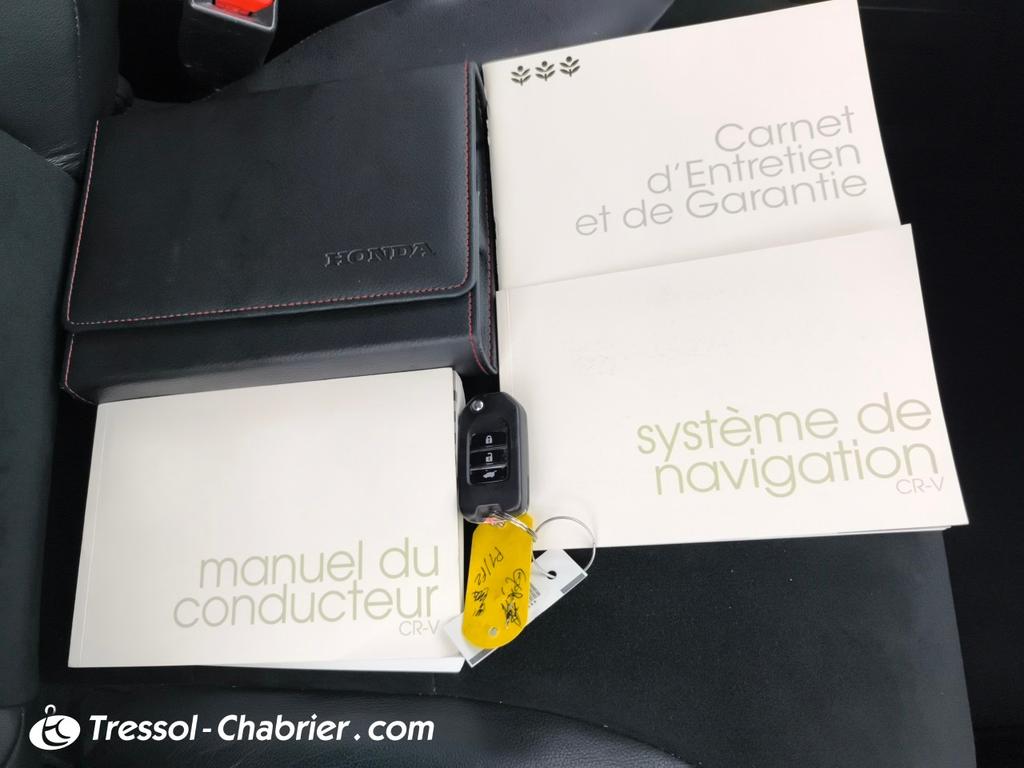 HONDA
Carnet
d'Entretien
et de Garantie
système de
navigation
CR-V
manuel du
conducteur
CR-V
Tressol-Chabrier.com